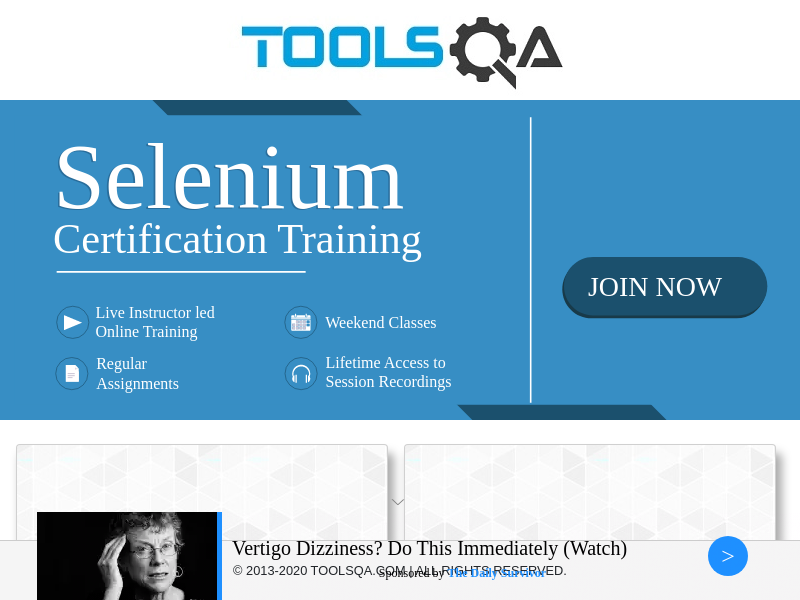 TOOLSQA
Selenium
Certification Training
Live Instructor led
Online Training
Weekend Classes
Regular
Assignments
Lifetime Access to
Session Recordings
JOIN NOW
Vertigo Dizziness? Do This Immediately (Watch)
>
© 2013-2020 TOOLSQA.COM | ALL RIGHTS RESERVED.
Sponsored by The Daily Survivor